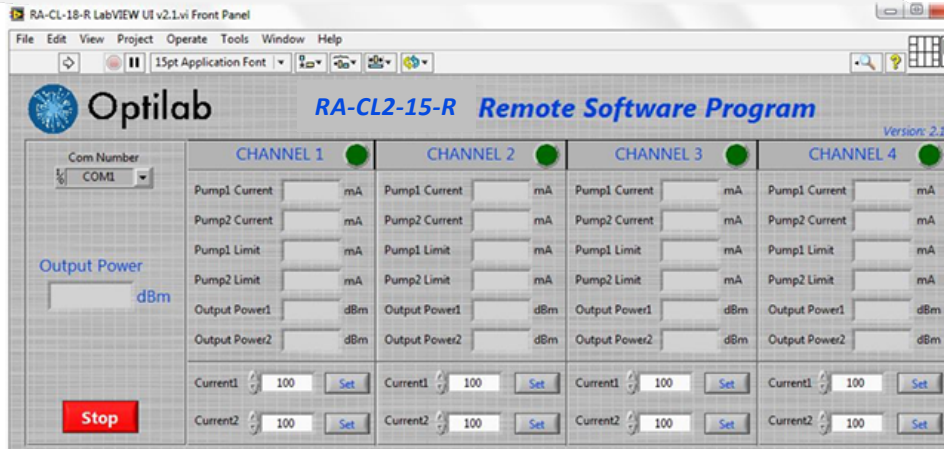 RA-CL-18-R LabVIEW UI v2.1.vi Front Panel
File Edit View Project Operate Tools Window Help
15pt Application Font
Optilab RA-CL2-15-R Remote Software Program
Version: 2.1
Com Number CHANNEL 1 CHANNEL 2 CHANNEL 3 CHANNEL 4
COM1
Pump1 Current mA Pump1 Current mA Pump1 Current mA Pump1 Current mA
Pump2 Current mA Pump2 Current mA Pump2 Current mA Pump2 Current mA
Pump1 Limit mA Pump1 Limit mA Pump1 Limit mA Pump1 Limit mA
Output Power
Pump2 Limit mA Pump2 Limit mA Pump2 Limit mA Pump2 Limit mA
dBm
Output Power1 dBm Output Power1 dBm Output Power1 dBm Output Power1 dBm
Output Power2 dBm Output Power2 dBm Output Power2 dBm Output Power2 dBm
Current1 100 Set Current1 100 Set Current1 100 Set Current1 100 Set
Stop
Current2 100 Set Current2 100 Set Current2 100 Set Current2 100 Set